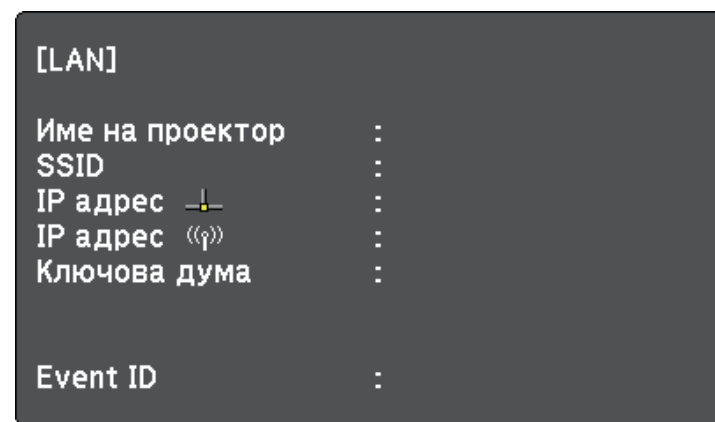 [LAN]
Име на проектор :
SSID :
IP адрес :
IP адрес :
Ключова дума :
Event ID :